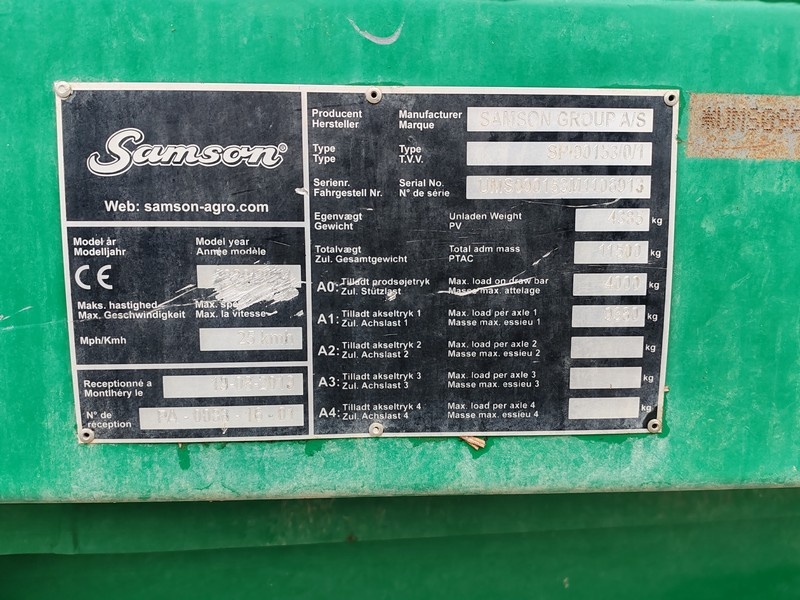 Samson®
Web: samson-agro.com
Model år Model year
Modelljahr Année modèle
CE
Maks. hastighed Max.
Max. Geschwindigkeit Max. la vitesse
Mph/Kmh 25 kmh
Receptionné a
Montlhéry le
N° de
réception
Producent Manufacturer SAMSON GROUP A/S
Hersteller Marque
Type Type
Type T.V.V.
Serienr. Serial No.
Fahrgestell Nr. N° de série
Egenvægt Unladen Weight kg
Gewicht PV
Totalvægt Total adm mass kg
Zul. Gesamtgewicht PTAC
A0: Tilladt prodsøjetryk Max. load on draw bar 4000 kg
Zul. Stützlast Masse max. attelage
A1: Tilladt akseltryk 1 Max. load per axle 1 kg
Zul. Achslast 1 Masse max. essieu 1
A2: Tilladt akseltryk 2 Max. load per axle 2 kg
Zul. Achslast 2 Masse max. essieu 2
A3: Tilladt akseltryk 3 Max. load per axle 3 kg
Zul. Achslast 3 Masse max. essieu 3
A4: Tilladt akseltryk 4 Max. load per axle 4 kg
Zul. Achslast 4 Masse max. essieu 4